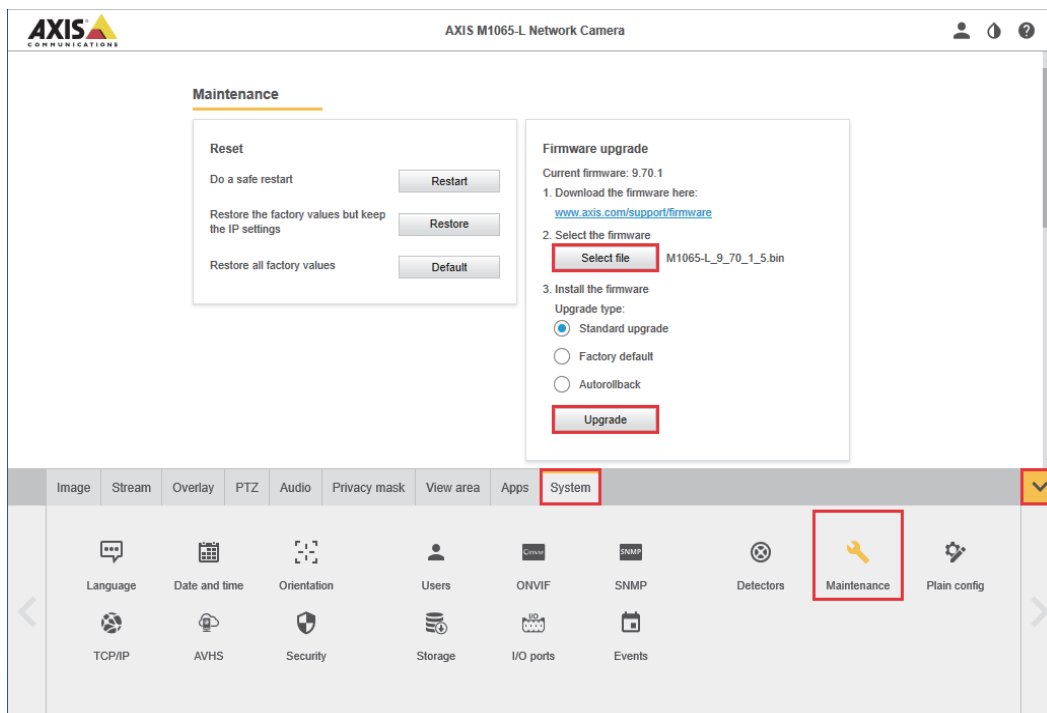 AXIS
COMMUNICATIONS
AXIS M1065-L Network Camera
Maintenance
Reset
Do a safe restart
Restart
Restore the factory values but keep
the IP settings
Restore
Restore all factory values
Default
Firmware upgrade
Current firmware: 9.70.1
1. Download the firmware here:
www.axis.com/support/firmware
2. Select the firmware
Select file M1065-L_9_70_1_5.bin
3. Install the firmware
Upgrade type:
Standard upgrade
Factory default
Autorollback
Upgrade
Image Stream Overlay PTZ Audio Privacy mask View area Apps System
Language Date and time Orientation Users ONVIF SNMP Detectors Maintenance Plain config
SNMP
I/O
TCP/IP AVHS Security Storage I/O ports Events